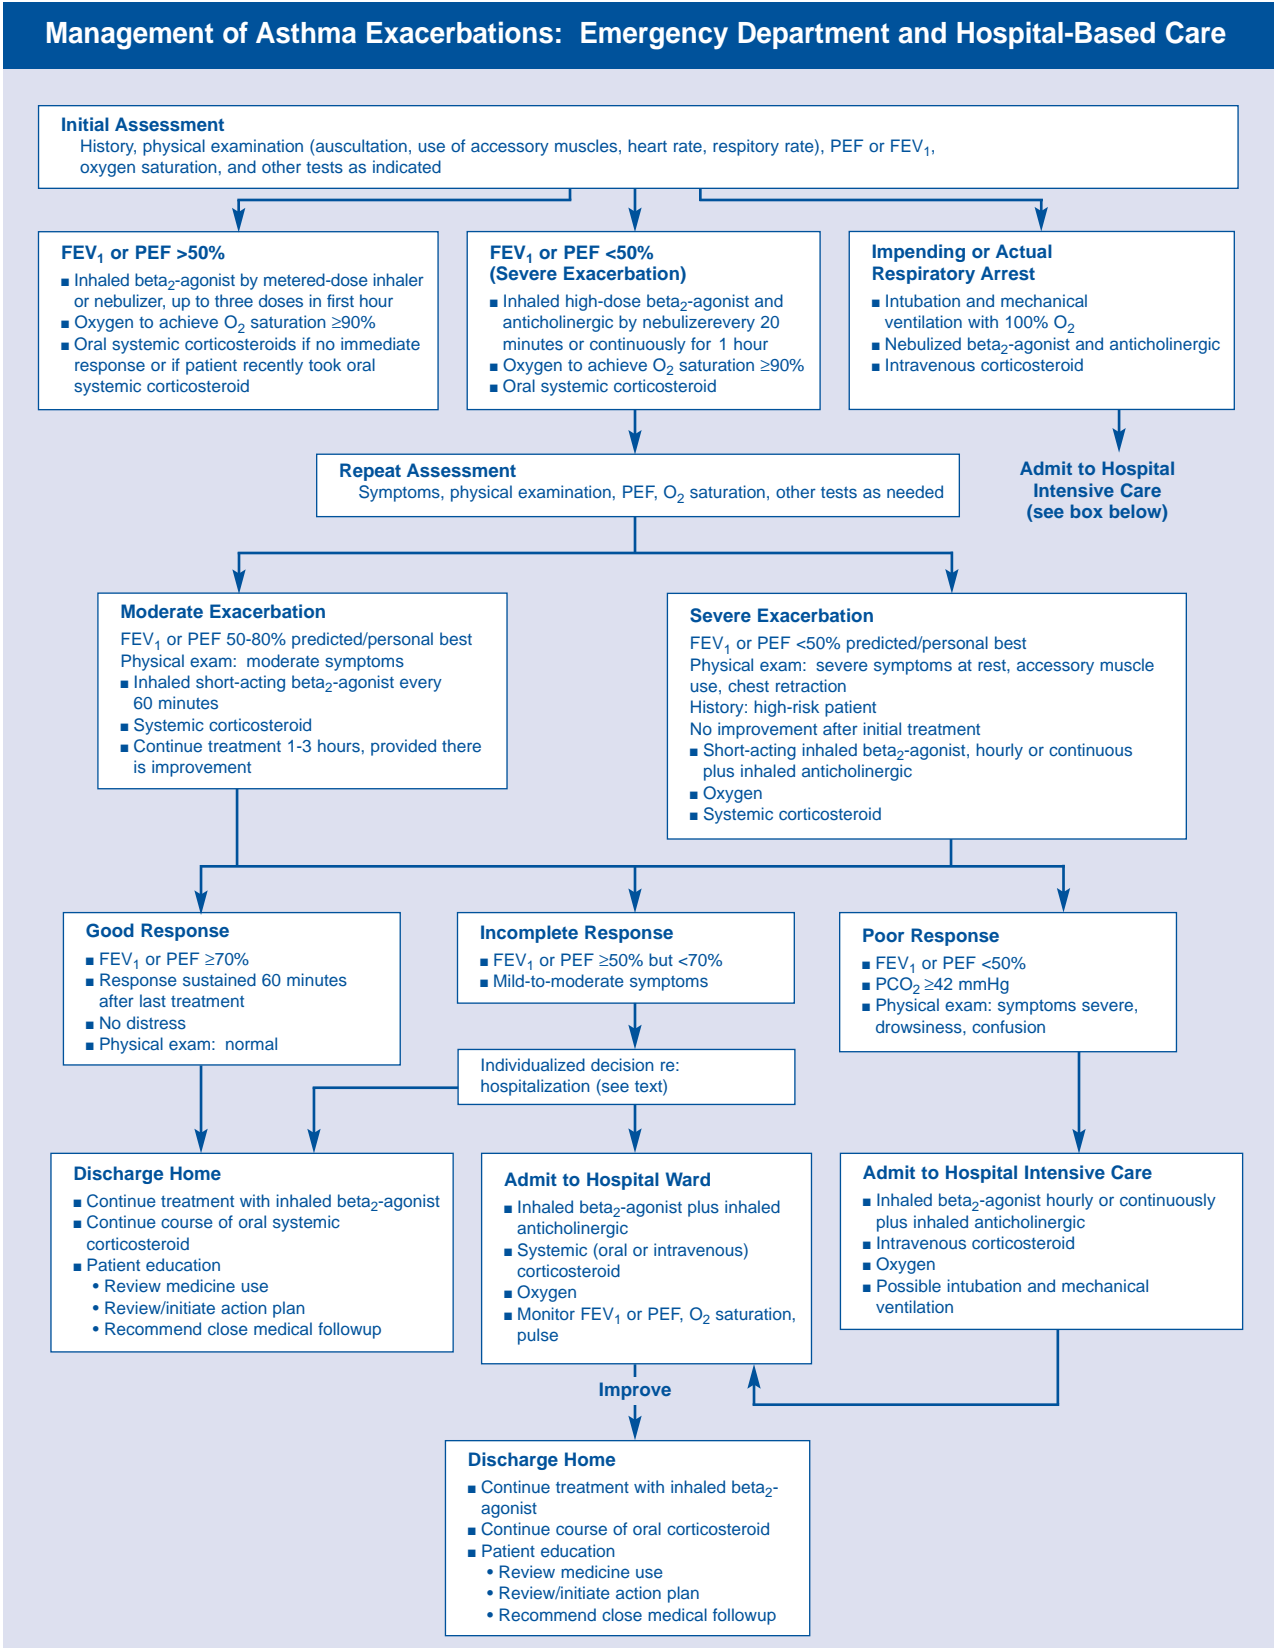 Management of Asthma Exacerbations: Emergency Department and Hospital-Based Care
Initial Assessment
History, physical examination (auscultation, use of accessory muscles, heart rate, respitory rate), PEF or FEV1,
oxygen saturation, and other tests as indicated
FEV1 or PEF >50%
■ Inhaled beta2-agonist by metered-dose inhaler
or nebulizer, up to three doses in first hour
■ Oxygen to achieve O2 saturation ≥90%
■ Oral systemic corticosteroids if no immediate
response or if patient recently took oral
systemic corticosteroid
FEV1 or PEF <50%
(Severe Exacerbation)
■ Inhaled high-dose beta2-agonist and
anticholinergic by nebulizerevery 20
minutes or continuously for 1 hour
■ Oxygen to achieve O2 saturation ≥90%
■ Oral systemic corticosteroid
Impending or Actual
Respiratory Arrest
■ Intubation and mechanical
ventilation with 100% O2
■ Nebulized beta2-agonist and anticholinergic
■ Intravenous corticosteroid
Repeat Assessment
Symptoms, physical examination, PEF, O2 saturation, other tests as needed
Admit to Hospital
Intensive Care
(see box below)
Moderate Exacerbation
FEV1 or PEF 50-80% predicted/personal best
Physical exam: moderate symptoms
■ Inhaled short-acting beta2-agonist every
60 minutes
■ Systemic corticosteroid
■ Continue treatment 1-3 hours, provided there
is improvement
Severe Exacerbation
FEV1 or PEF <50% predicted/personal best
Physical exam: severe symptoms at rest, accessory muscle
use, chest retraction
History: high-risk patient
No improvement after initial treatment
■ Short-acting inhaled beta2-agonist, hourly or continuous
plus inhaled anticholinergic
■ Oxygen
■ Systemic corticosteroid
Good Response
■ FEV1 or PEF ≥70%
■ Response sustained 60 minutes
after last treatment
■ No distress
■ Physical exam: normal
Incomplete Response
■ FEV1 or PEF ≥50% but <70%
■ Mild-to-moderate symptoms
Poor Response
■ FEV1 or PEF <50%
■ PCO2 ≥42 mmHg
■ Physical exam: symptoms severe,
drowsiness, confusion
Individualized decision re:
hospitalization (see text)
Discharge Home
■ Continue treatment with inhaled beta2-agonist
■ Continue course of oral systemic
corticosteroid
■ Patient education
• Review medicine use
• Review/initiate action plan
• Recommend close medical followup
Admit to Hospital Ward
■ Inhaled beta2-agonist plus inhaled
anticholinergic
■ Systemic (oral or intravenous)
corticosteroid
■ Oxygen
■ Monitor FEV1 or PEF, O2 saturation,
pulse
Admit to Hospital Intensive Care
■ Inhaled beta2-agonist hourly or continuously
plus inhaled anticholinergic
■ Intravenous corticosteroid
■ Oxygen
■ Possible intubation and mechanical
ventilation
Improve
Discharge Home
■ Continue treatment with inhaled beta2-
agonist
■ Continue course of oral corticosteroid
■ Patient education
• Review medicine use
• Review/initiate action plan
• Recommend close medical followup